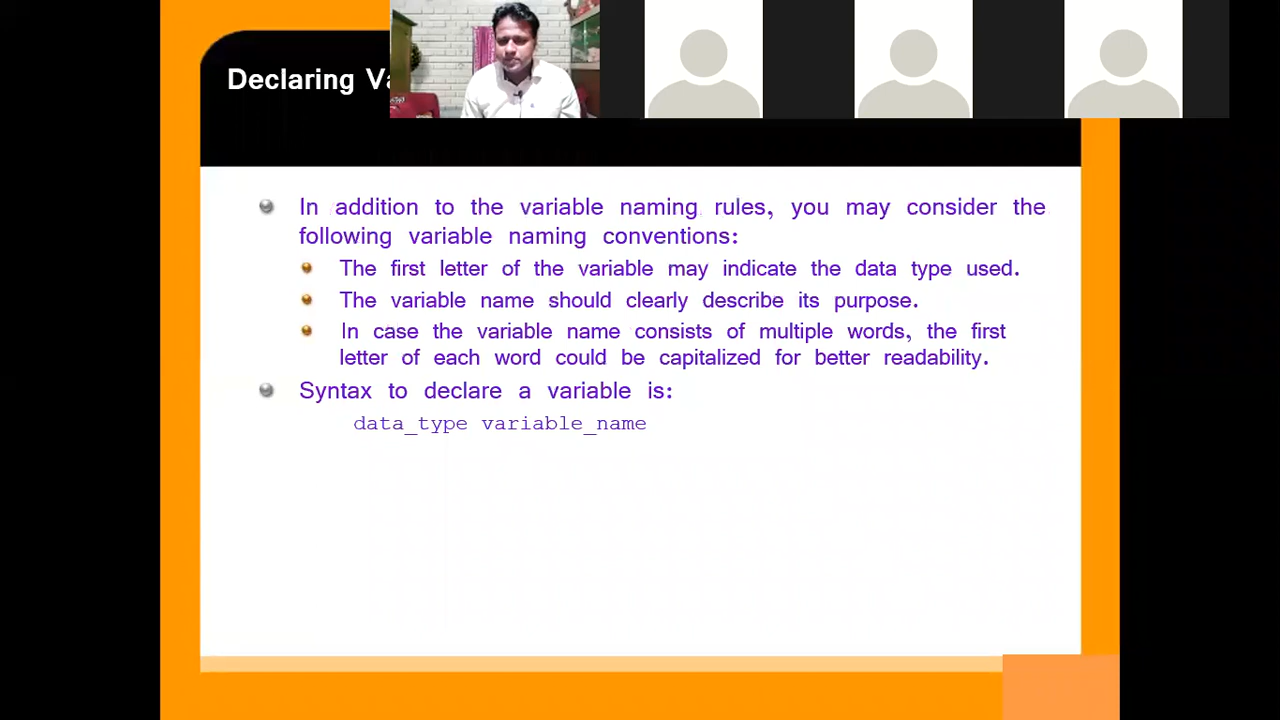 Declaring
In addition to the variable naming rules, you may consider the
following variable naming conventions:
The first letter of the variable may indicate the data type used.
The variable name should clearly describe its purpose.
In case the variable name consists of multiple words, the first
letter of each word could be capitalized for better readability.
Syntax to declare a variable is:
data_type variable_name